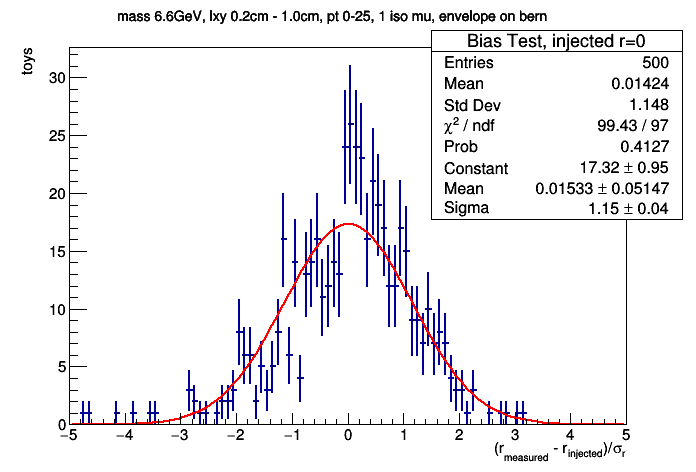 mass 6.6GeV, lxy 0.2cm - 1.0cm, pt 0-25, 1 iso mu, envelope on bern
toys
Bias Test, injected r=0
Entries 500
Mean 0.01424
Std Dev 1.148
χ² / ndf 99.43 / 97
Prob 0.4127
Constant 17.32 ± 0.95
Mean 0.01533 ± 0.05147
Sigma 1.15 ± 0.04
30
25
20
15
10
5
0
−5 −4 −3 −2 −1 0 1 2 3 4 5
(r_measured - r_injected)/σ_r